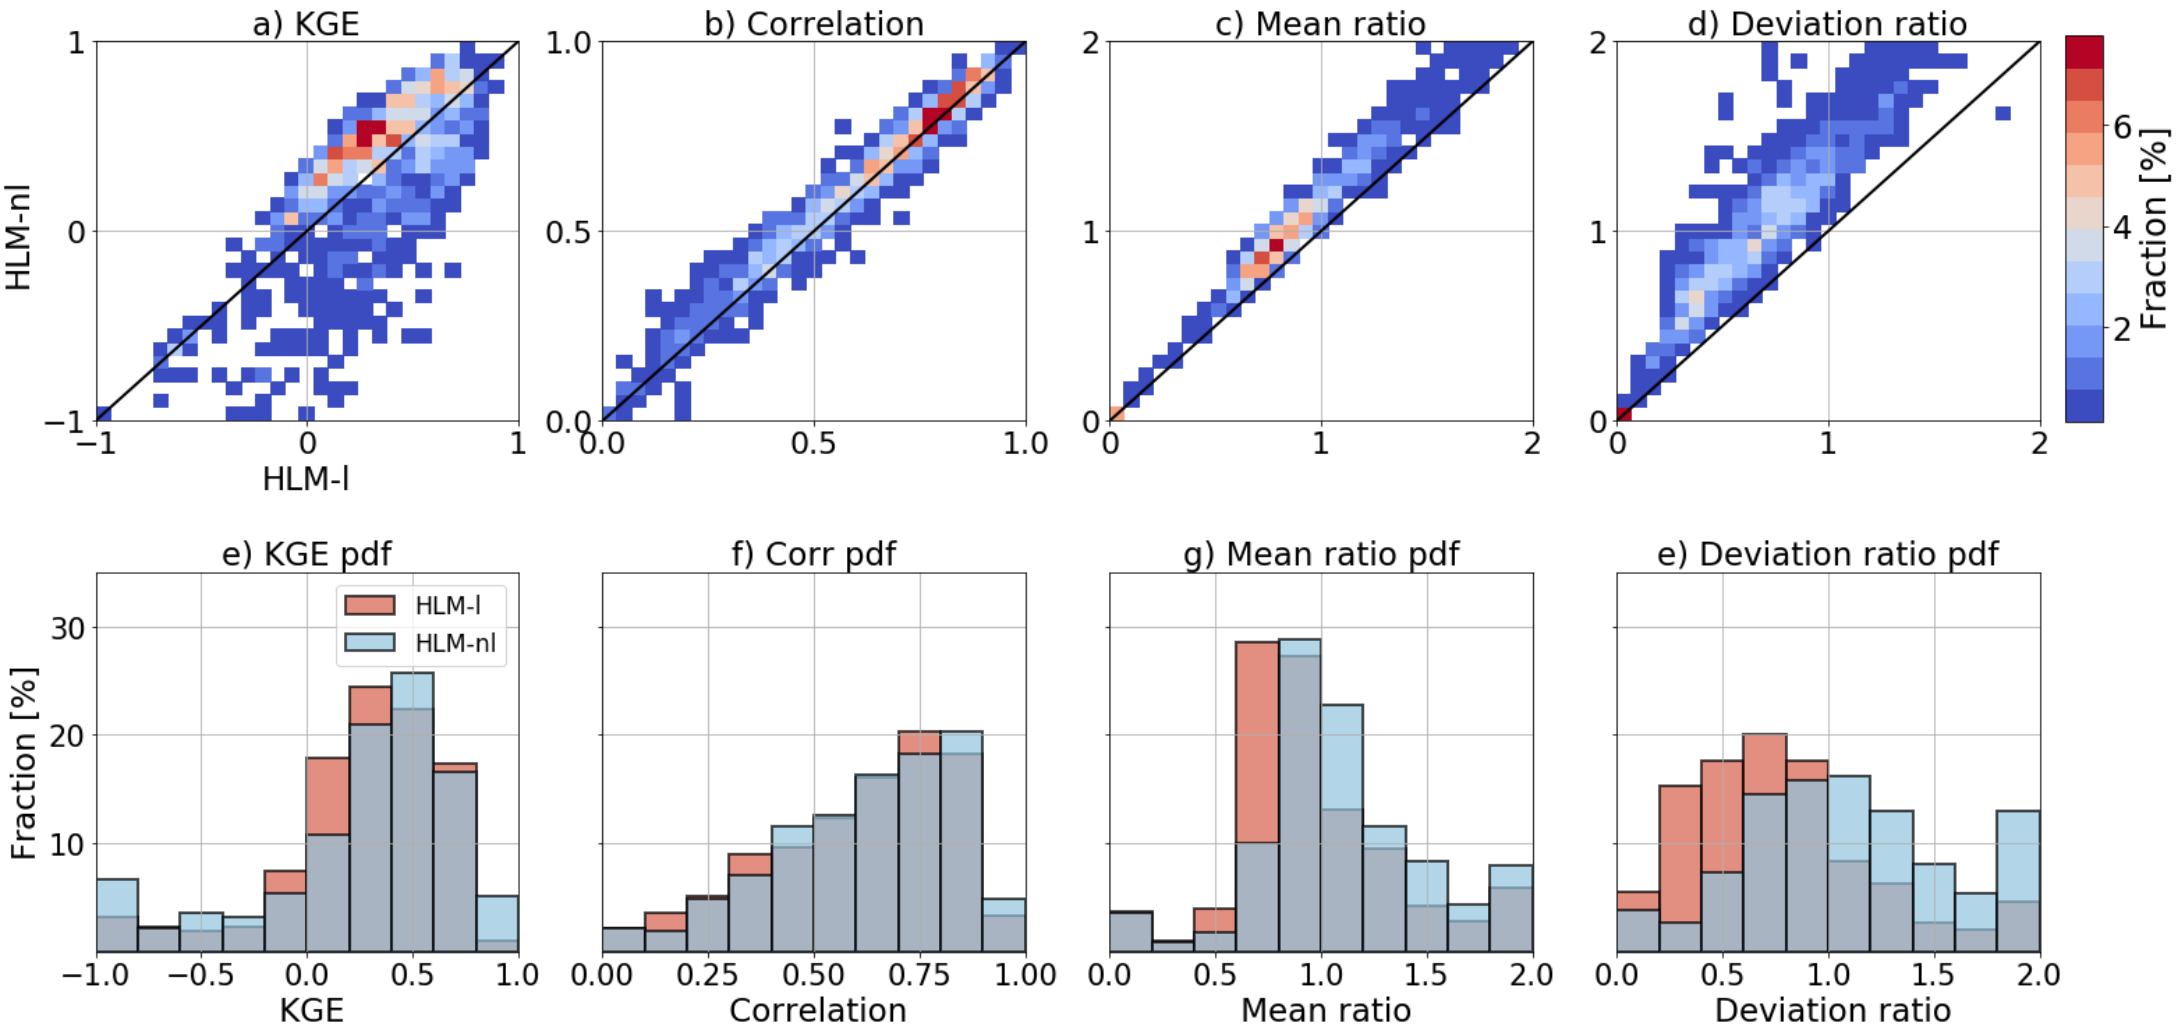 a) KGE
b) Correlation
c) Mean ratio
d) Deviation ratio
1
0
−1
HLM-nl
−1
0
1
HLM-l
1.0
0.5
0.0
0.0
0.5
1.0
2
1
0
0
1
2
2
1
0
0
1
2
6
4
2
Fraction [%]
e) KGE pdf
f) Corr pdf
g) Mean ratio pdf
e) Deviation ratio pdf
HLM-l
HLM-nl
30
20
10
Fraction [%]
−1.0
−0.5
0.0
0.5
1.0
KGE
0.00
0.25
0.50
0.75
1.00
Correlation
0.0
0.5
1.0
1.5
2.0
Mean ratio
0.0
0.5
1.0
1.5
2.0
Deviation ratio